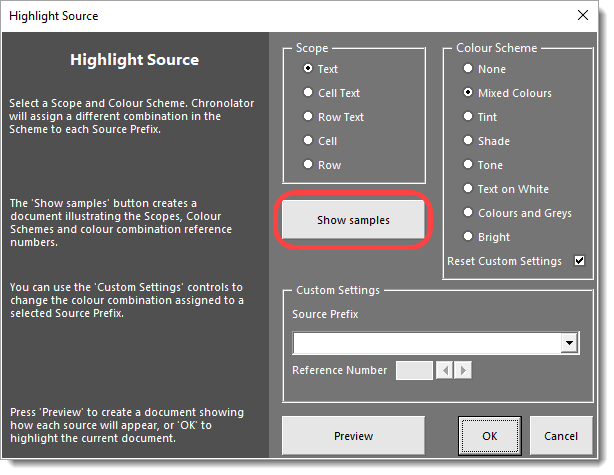 Highlight Source
Highlight Source
Select a Scope and Colour Scheme. Chronolator
will assign a different combination in the
Scheme to each Source Prefix.
The 'Show samples' button creates a
document illustrating the Scopes, Colour
Schemes and colour combination reference
numbers.
You can use the 'Custom Settings' controls to
change the colour combination assigned to a
selected Source Prefix.
Press 'Preview' to create a document showing
how each source will appear, or 'OK' to
highlight the current document.
Scope
Text
Cell Text
Row Text
Cell
Row
Show samples
Colour Scheme
None
Mixed Colours
Tint
Shade
Tone
Text on White
Colours and Greys
Bright
Reset Custom Settings
Custom Settings
Source Prefix
Reference Number
Preview
OK
Cancel